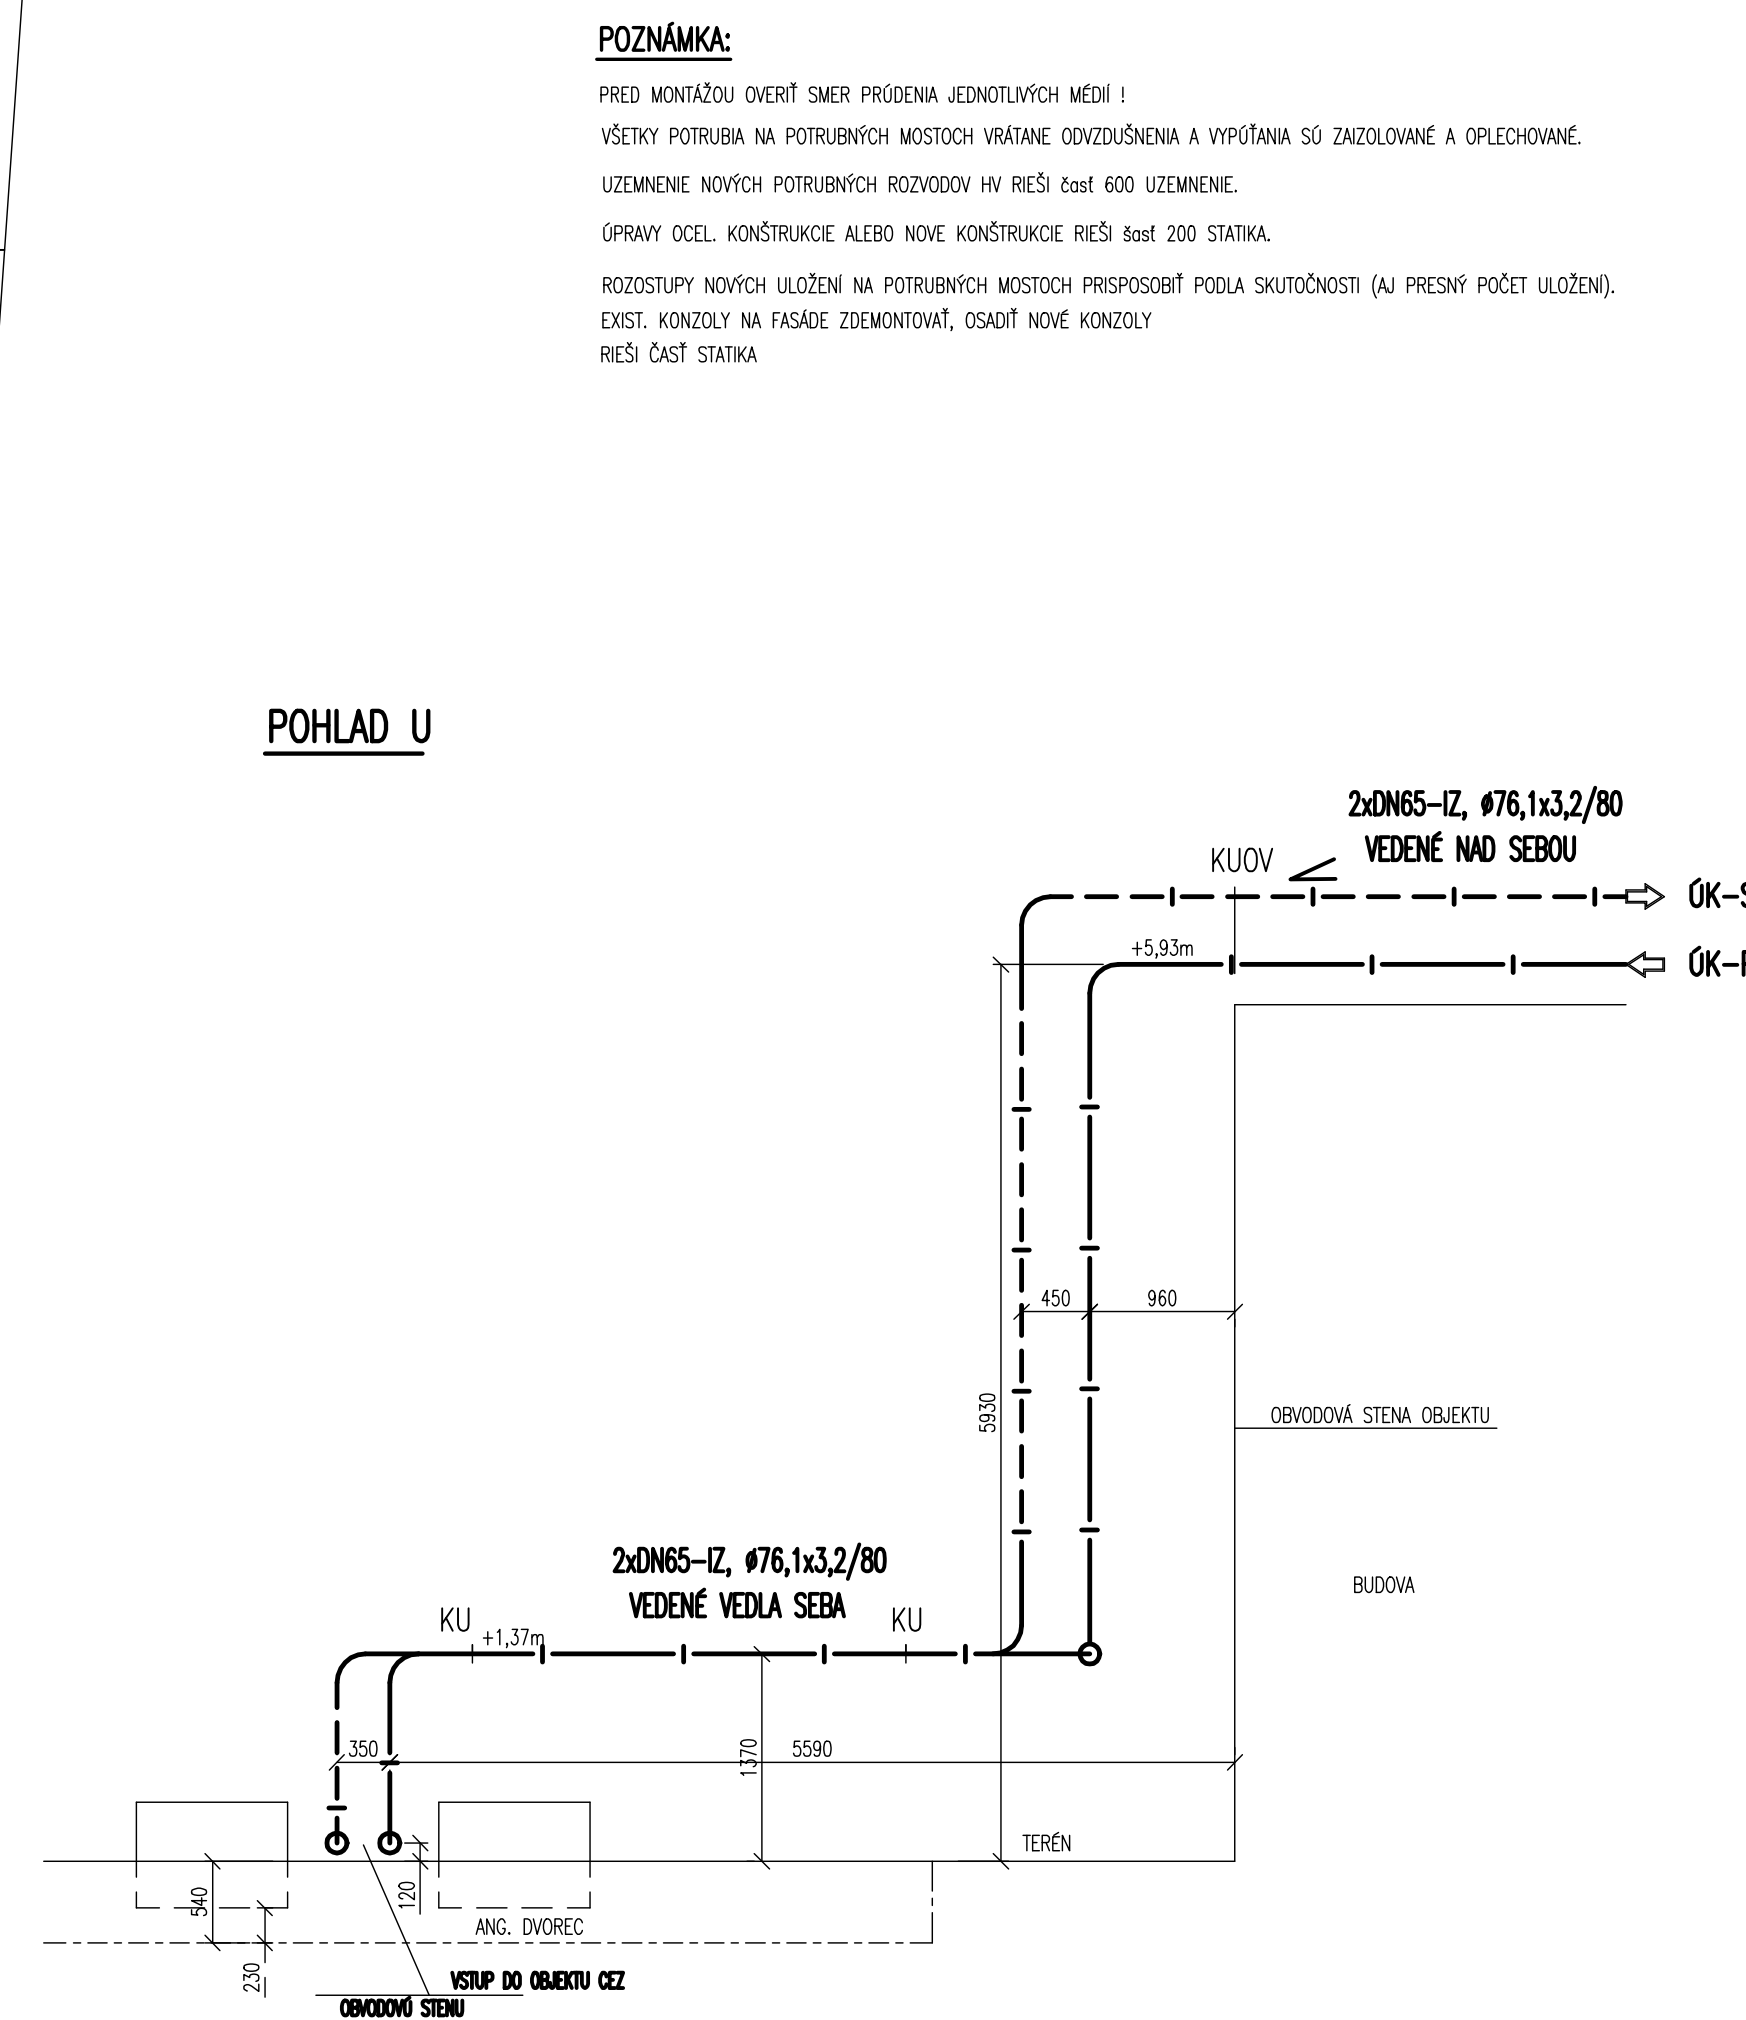 POZNÁMKA:
PRED MONTÁŽOU OVERIŤ SMER PRÚDENIA JEDNOTLIVÝCH MÉDIÍ !
VŠETKY POTRUBIA NA POTRUBNÝCH MOSTOCH VRÁTANE ODVZDUŠNENIA A VYPÚŤANIA SÚ ZAIZOLOVANÉ A OPLECHOVANÉ.
UZEMNENIE NOVÝCH POTRUBNÝCH ROZVODOV HV RIEŠI časť 600 UZEMNENIE.
ÚPRAVY OCEL. KONŠTRUKCIE ALEBO NOVE KONŠTRUKCIE RIEŠI šasť 200 STATIKA.
ROZOSTUPY NOVÝCH ULOŽENÍ NA POTRUBNÝCH MOSTOCH PRISPOSOBIŤ PODLA SKUTOČNOSTI (AJ PRESNÝ POČET ULOŽENÍ).
EXIST. KONZOLY NA FASÁDE ZDEMONTOVAŤ, OSADIŤ NOVÉ KONZOLY
RIEŠI ČASŤ STATIKA
POHLAD U
2xDN65-IZ, ø76,1x3,2/80
VEDENÉ NAD SEBOU
KUOV
ÚK-S
+5,93m
ÚK-P
450
960
5930
OBVODOVÁ STENA OBJEKTU
BUDOVA
2xDN65-IZ, ø76,1x3,2/80
VEDENÉ VEDLA SEBA
KU
KU
+1,37m
350
1370
5590
TERÉN
540
120
ANG. DVOREC
230
VSTUP DO OBJEKTU CEZ
OBVODOVÚ STENU